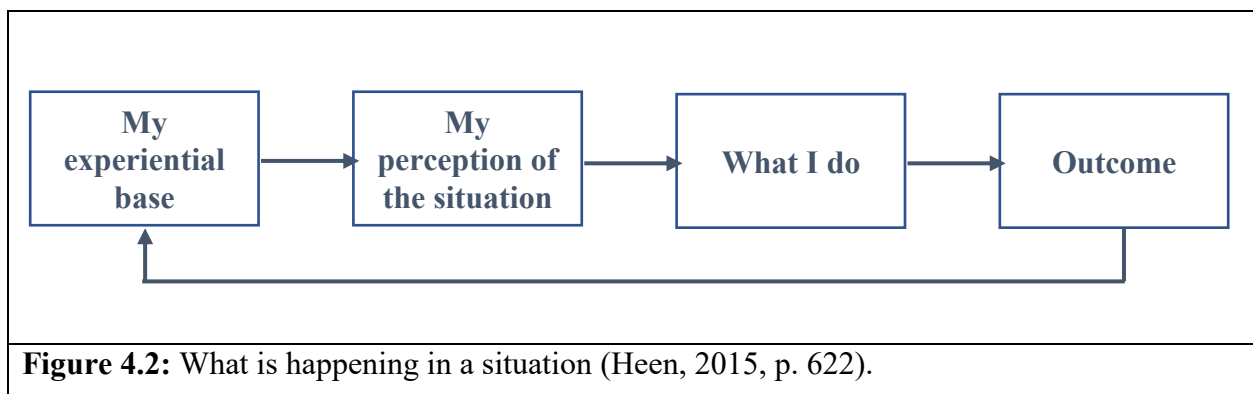 My
experiential
base
My
perception of
the situation
What I do
Outcome
Figure 4.2: What is happening in a situation (Heen, 2015, p. 622).